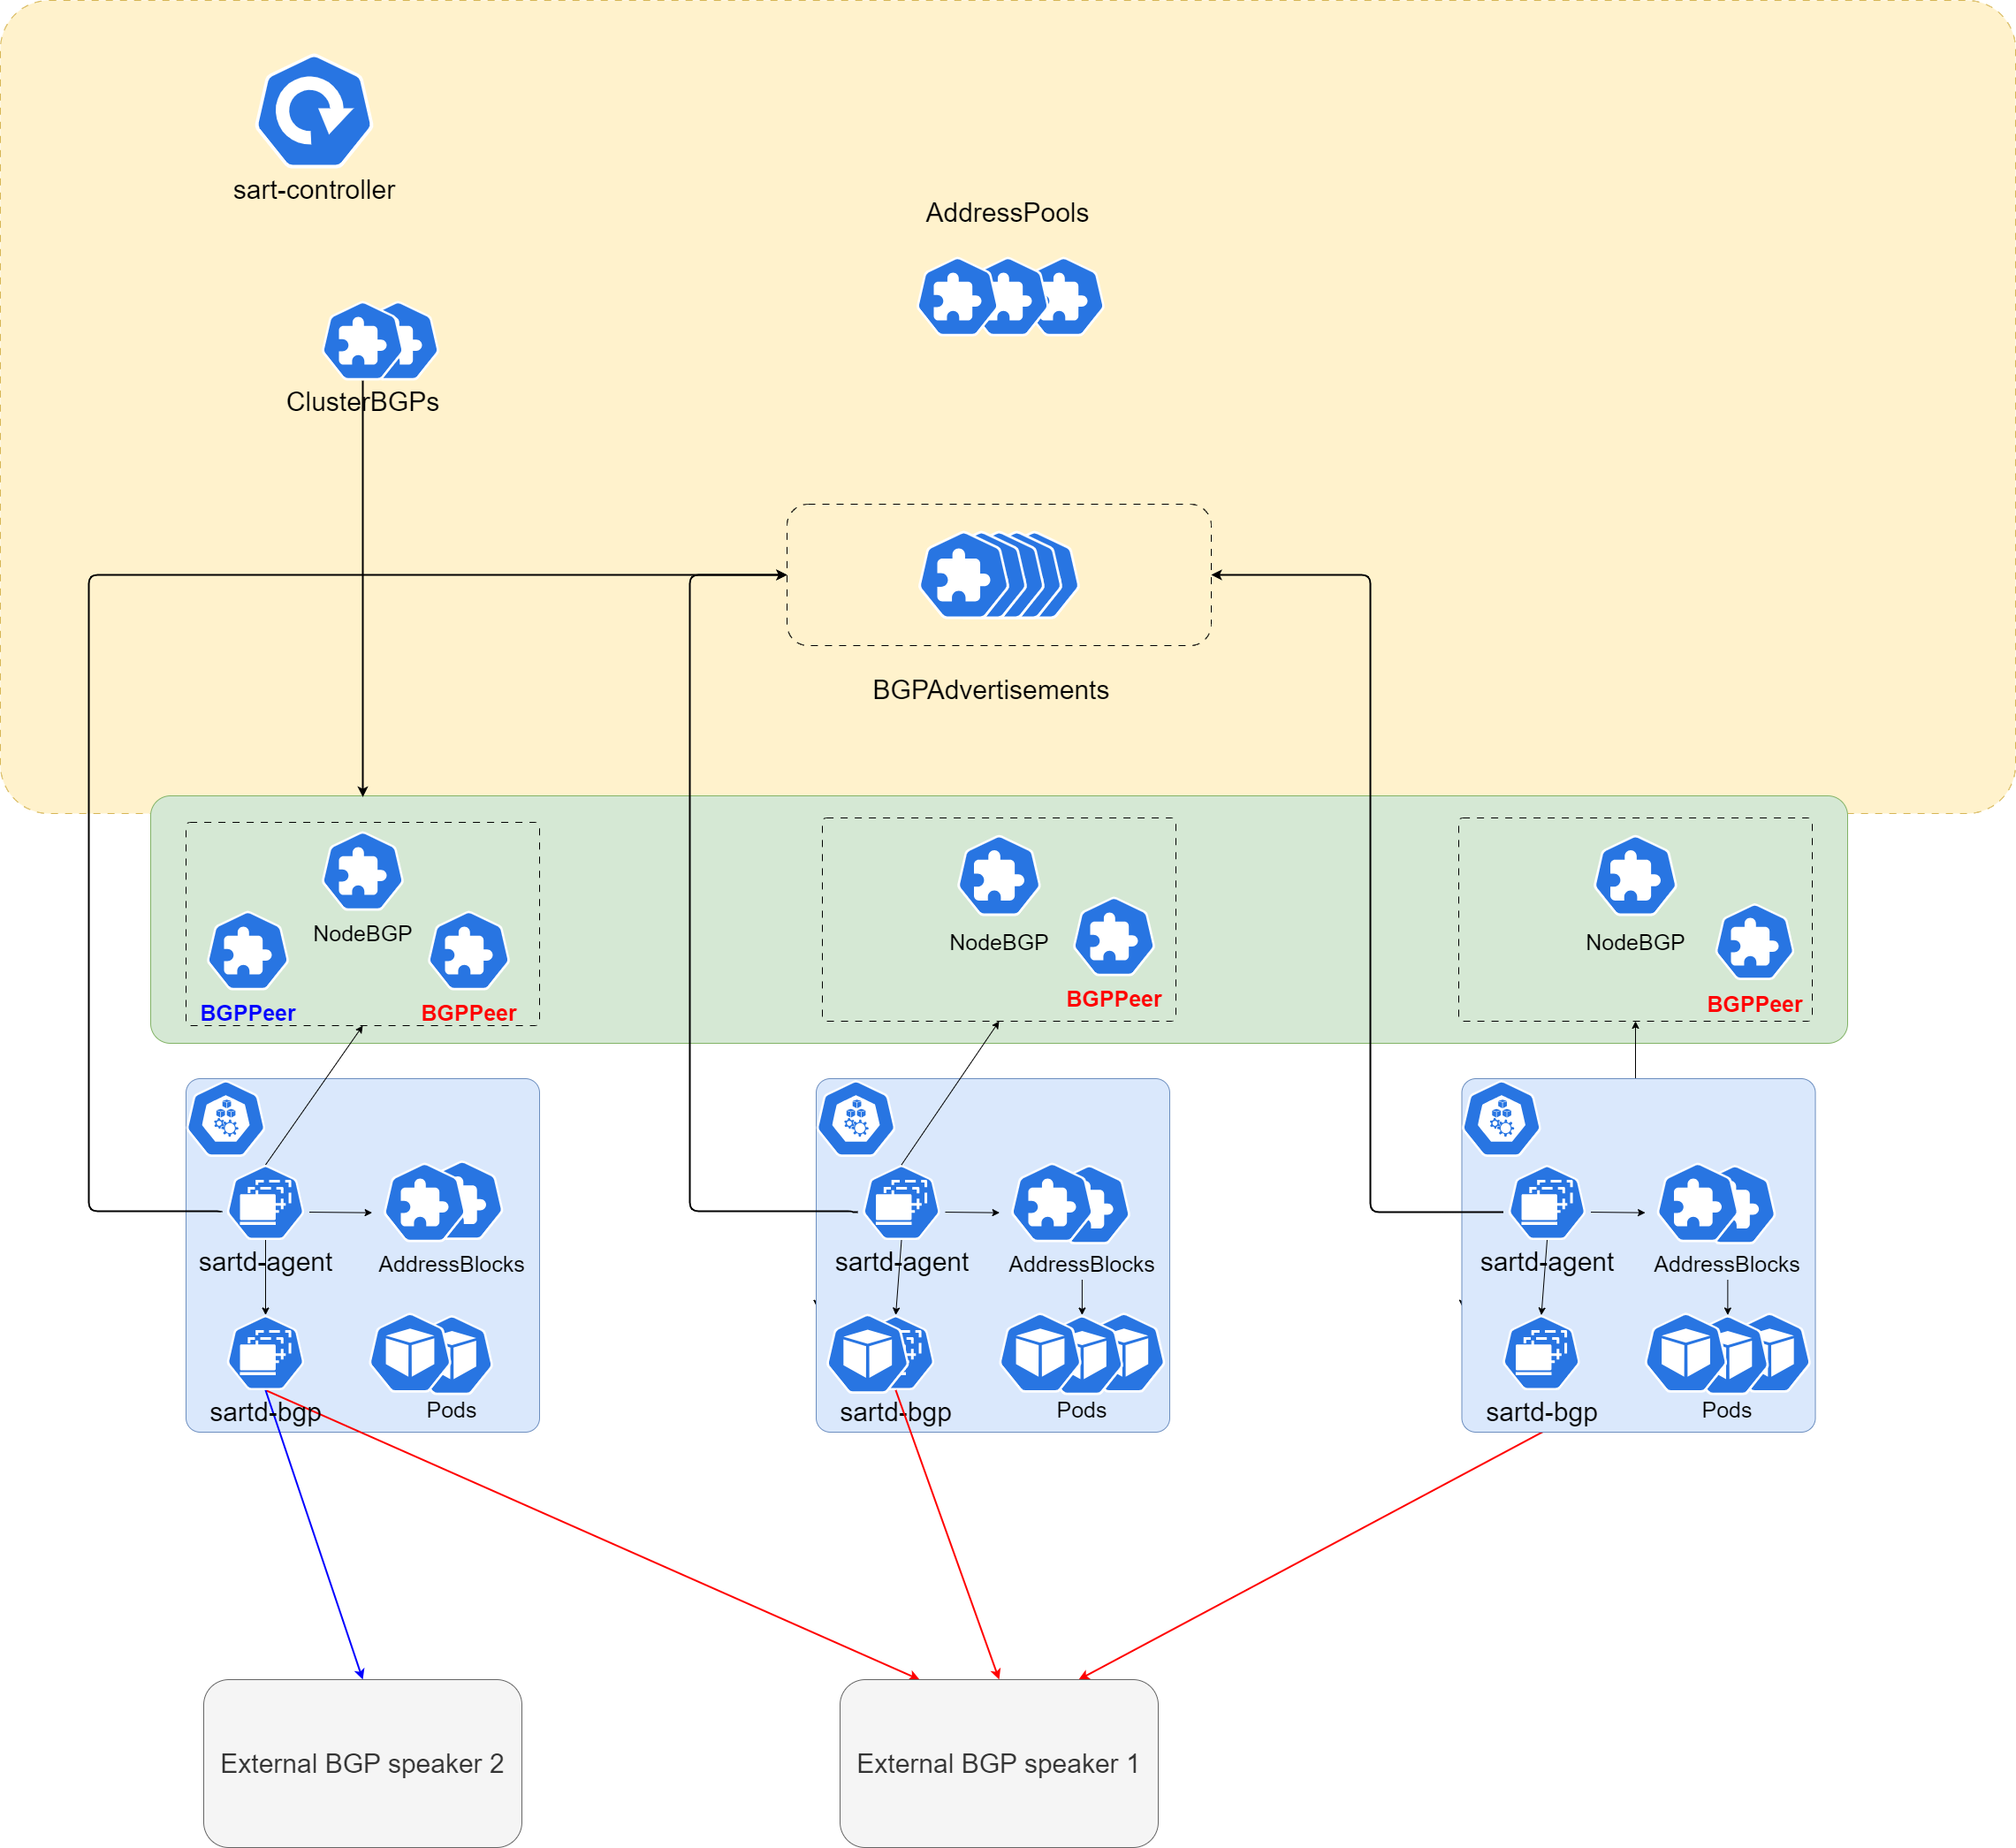 sart-controller
AddressPools
ClusterBGPs
BGPAdvertisements
NodeBGP
BGPPeer
BGPPeer
NodeBGP
BGPPeer
NodeBGP
BGPPeer
sartd-agent
AddressBlocks
sartd-bgp
Pods
sartd-agent
AddressBlocks
sartd-bgp
Pods
sartd-agent
AddressBlocks
sartd-bgp
Pods
External BGP speaker 2
External BGP speaker 1